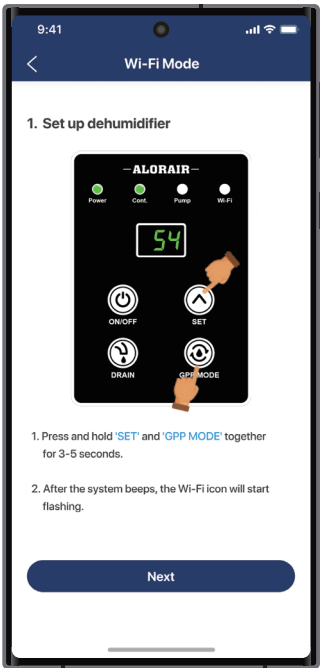 9:41
Wi-Fi Mode
1. Set up dehumidifier
ALORAIR
Power Cont. Pump Wi-Fi
54
ON/OFF SET
DRAIN GPP MODE
1. Press and hold 'SET' and 'GPP MODE' together
for 3-5 seconds.
2. After the system beeps, the Wi-Fi icon will start
flashing.
Next